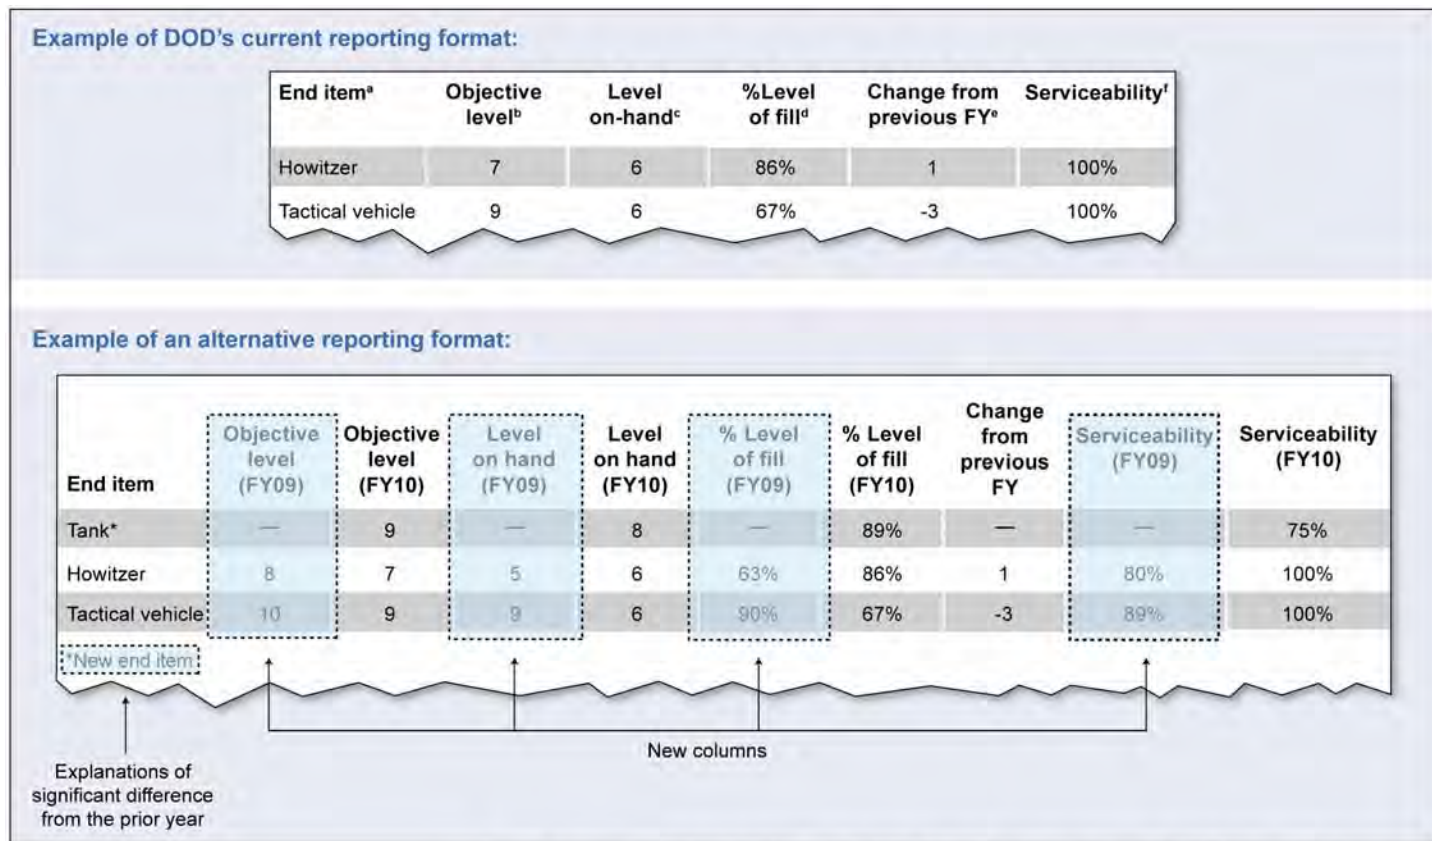 Example of DOD's current reporting format:
End itemᵃ Objective levelᵇ Level on-handᶜ %Level of fillᵈ Change from previous FYᵉ Serviceabilityᶠ
Howitzer 7 6 86% 1 100%
Tactical vehicle 9 6 67% -3 100%
Example of an alternative reporting format:
End item Objective level (FY09) Objective level (FY10) Level on hand (FY09) Level on hand (FY10) % Level of fill (FY09) % Level of fill (FY10) Change from previous FY Serviceability (FY09) Serviceability (FY10)
Tank* — 9 — 8 — 89% — — 75%
Howitzer 8 7 5 6 63% 86% 1 80% 100%
Tactical vehicle 10 9 9 6 90% 67% -3 89% 100%
*New end item
New columns
Explanations of
significant difference
from the prior year